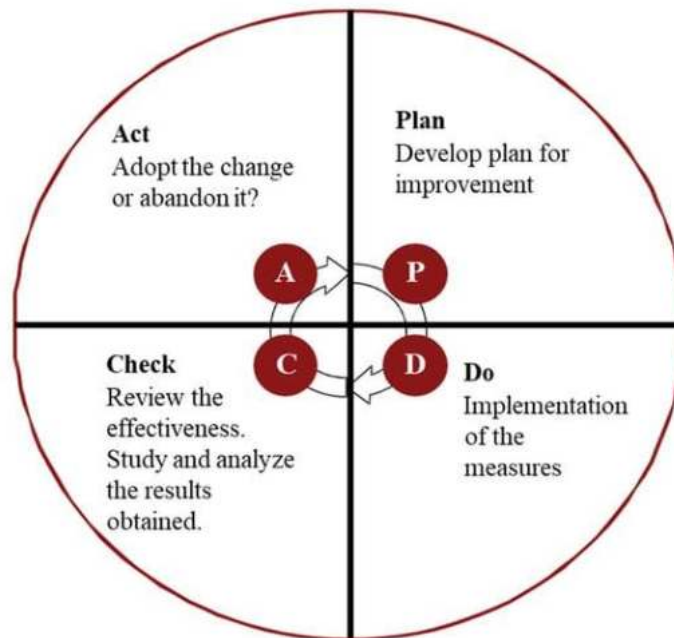 Act
Adopt the change
or abandon it?
Plan
Develop plan for
improvement
A
P
C
D
Check
Review the
effectiveness.
Study and analyze
the results
obtained.
Do
Implementation
of the
measures